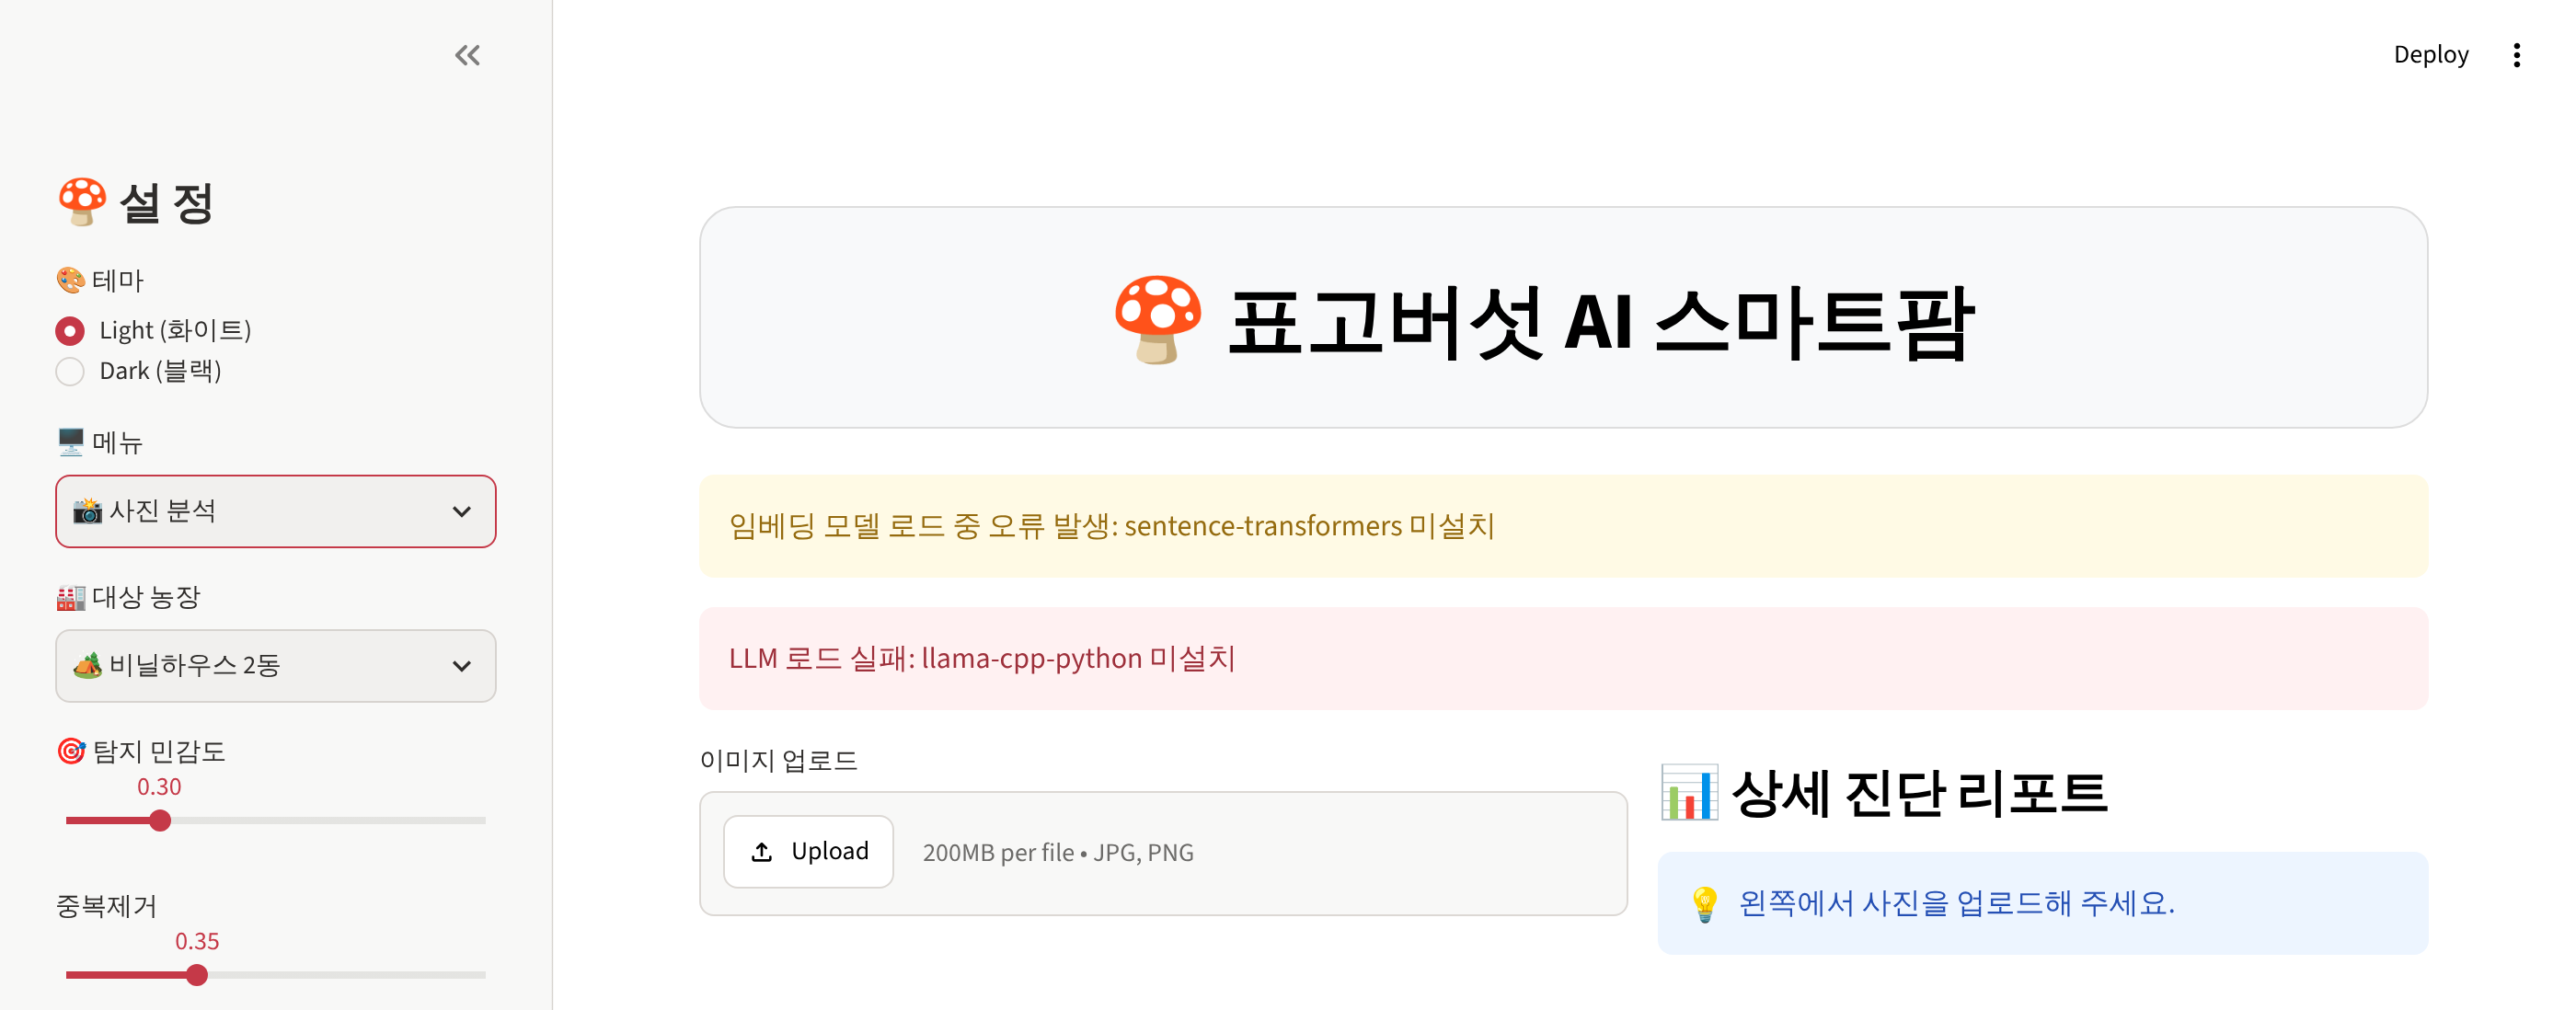 설정
테마
Light (화이트)
Dark (블랙)
메뉴
사진 분석
대상 농장
비닐하우스 2동
탐지 민감도
0.30
중복제거
0.35
Deploy
표고버섯 AI 스마트팜
임베딩 모델 로드 중 오류 발생: sentence-transformers 미설치
LLM 로드 실패: llama-cpp-python 미설치
이미지 업로드
Upload
200MB per file • JPG, PNG
상세 진단 리포트
왼쪽에서 사진을 업로드해 주세요.